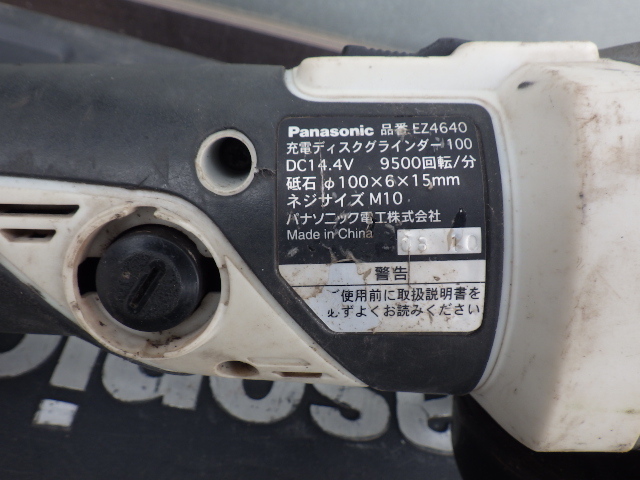 Panasonic 品番 EZ4640
充電ディスクグラインダー100
DC14.4V 9500回転/分
砥石 φ100×6×15mm
ネジサイズ M10
パナソニック電工株式会社
Made in China
警告
ご使用前に取扱説明書を
必ずよくお読みください